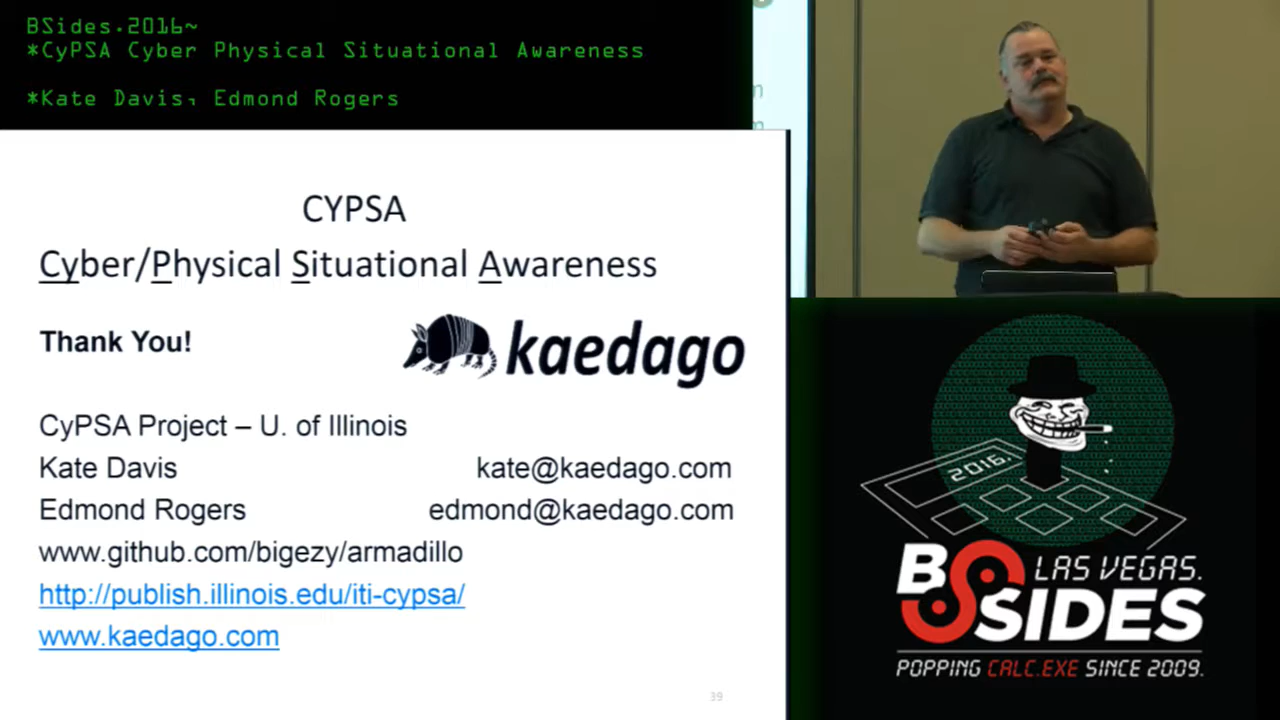 BSides.2016~
*CyPSA Cyber Physical Situational Awareness
*Kate Davis, Edmond Rogers
CYPSA
Cyber/Physical Situational Awareness
Thank You!
kaedago
CyPSA Project – U. of Illinois
Kate Davis kate@kaedago.com
Edmond Rogers edmond@kaedago.com
www.github.com/bigezy/armadillo
http://publish.illinois.edu/iti-cypsa/
www.kaedago.com
39
2016.
BSIDES
LAS VEGAS.
POPPING CALC.EXE SINCE 2009.